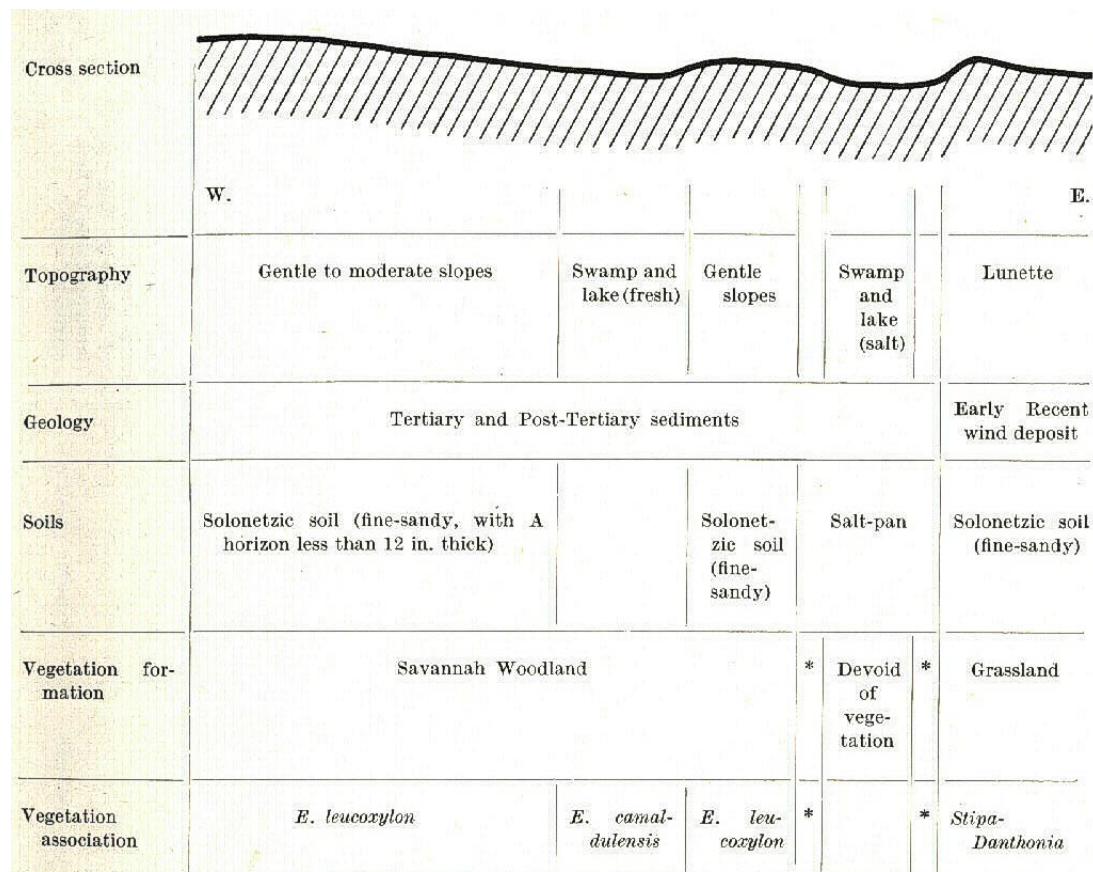 Cross section
W.
E.
Topography
Gentle to moderate slopes
Swamp and
lake (fresh)
Gentle
slopes
Swamp
and
lake
(salt)
Lunette
Geology
Tertiary and Post-Tertiary sediments
Early Recent
wind deposit
Soils
Solonetzic soil (fine-sandy, with A
horizon less than 12 in. thick)
Solonet-
zic soil
(fine-
sandy)
Salt-pan
Solonetzic soil
(fine-sandy)
Vegetation for-
mation
Savannah Woodland
*
Devoid
of
vege-
tation
*
Grassland
Vegetation
association
E. leucoxylon
E. camal-
dulensis
E. leu-
coxylon
*
*
Stipa-
Danthonia